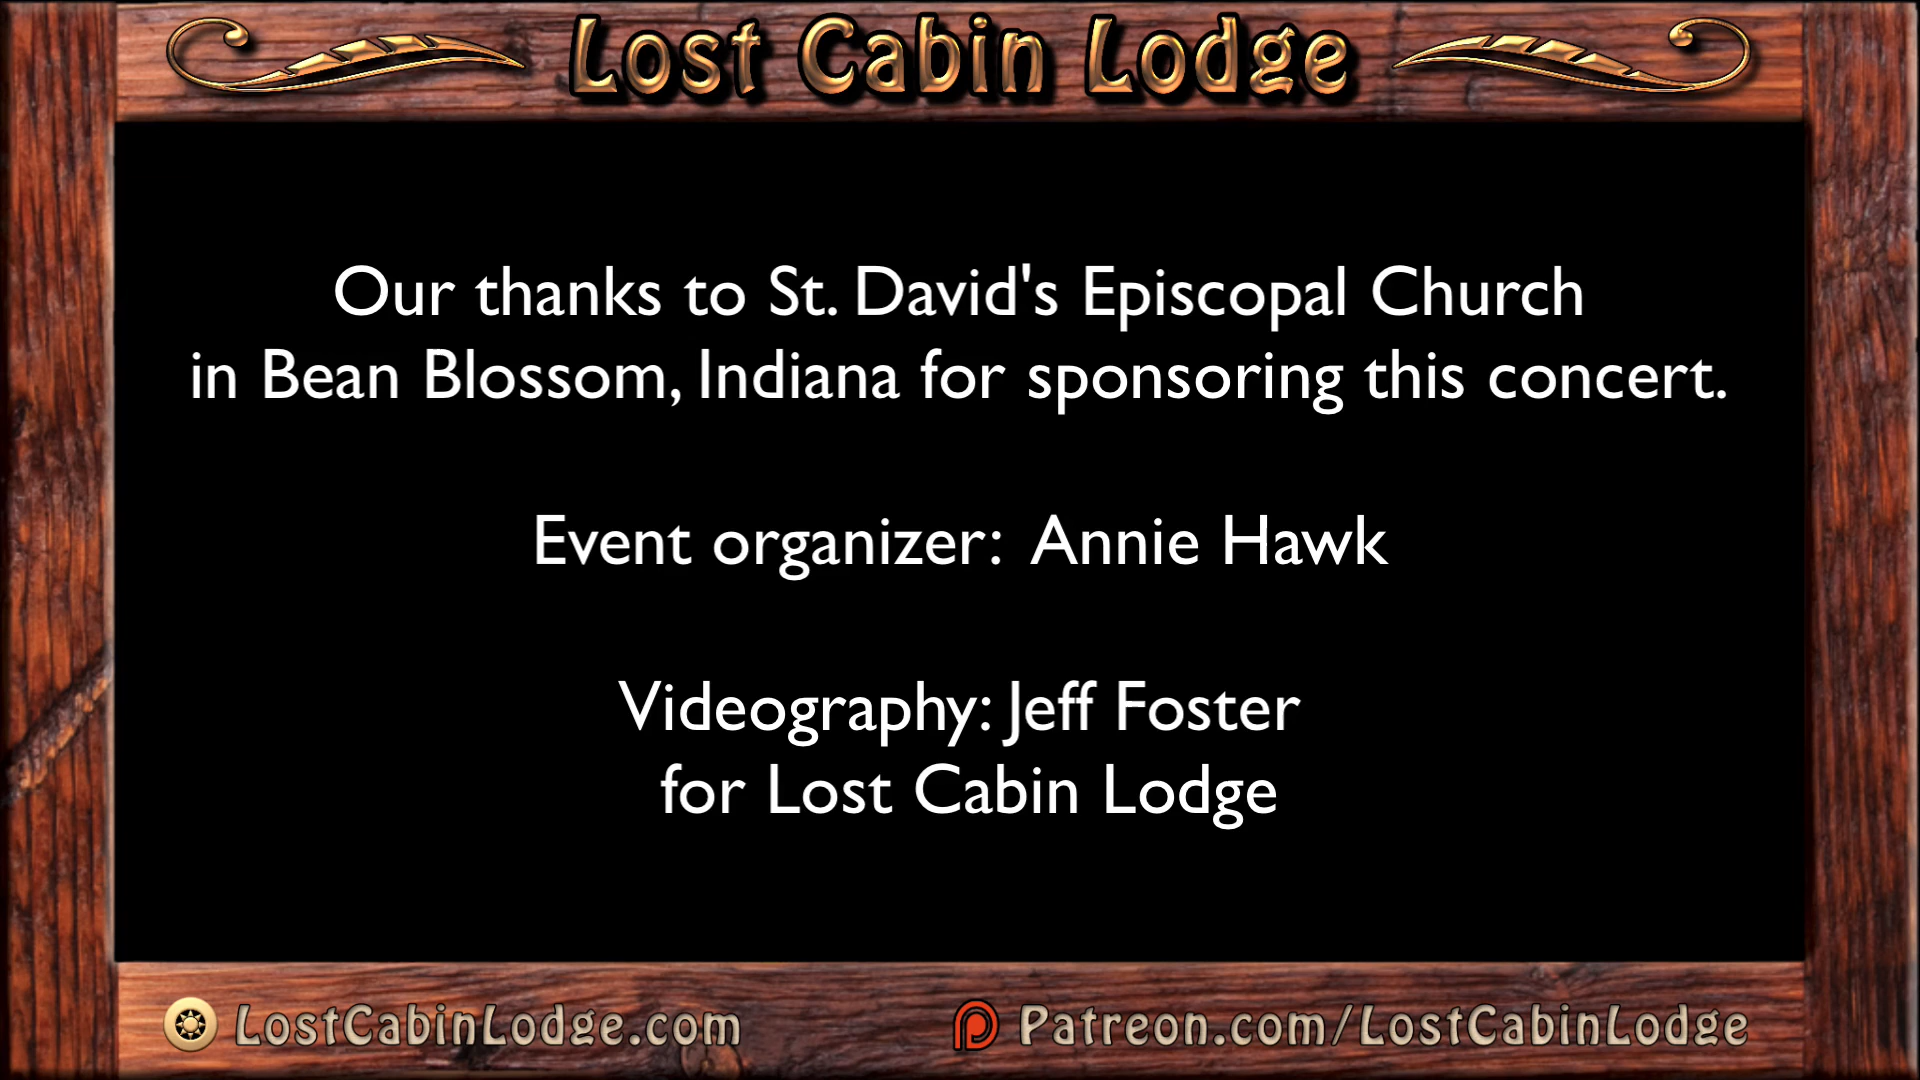 Lost Cabin Lodge
Our thanks to St. David's Episcopal Church
in Bean Blossom, Indiana for sponsoring this concert.
Event organizer:  Annie Hawk
Videography: Jeff Foster
for Lost Cabin Lodge
LostCabinLodge.com
Patreon.com/LostCabinLodge